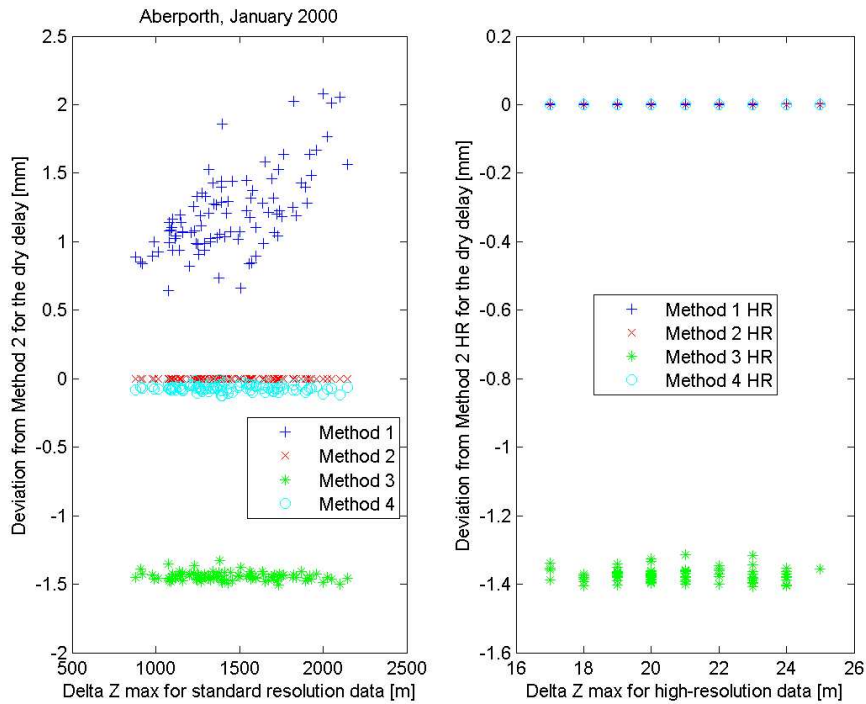 Aberporth, January 2000
Deviation from Method 2 for the dry delay [mm]
2.5
2
1.5
1
0.5
0
-0.5
-1
-1.5
-2
Method 1
Method 2
Method 3
Method 4
500 1000 1500 2000 2500
Delta Z max for standard resolution data [m]
Deviation from Method 2 HR for the dry delay [mm]
0.2
0
-0.2
-0.4
-0.6
-0.8
-1
-1.2
-1.4
-1.6
Method 1 HR
Method 2 HR
Method 3 HR
Method 4 HR
16 18 20 22 24 26
Delta Z max for high-resolution data [m]